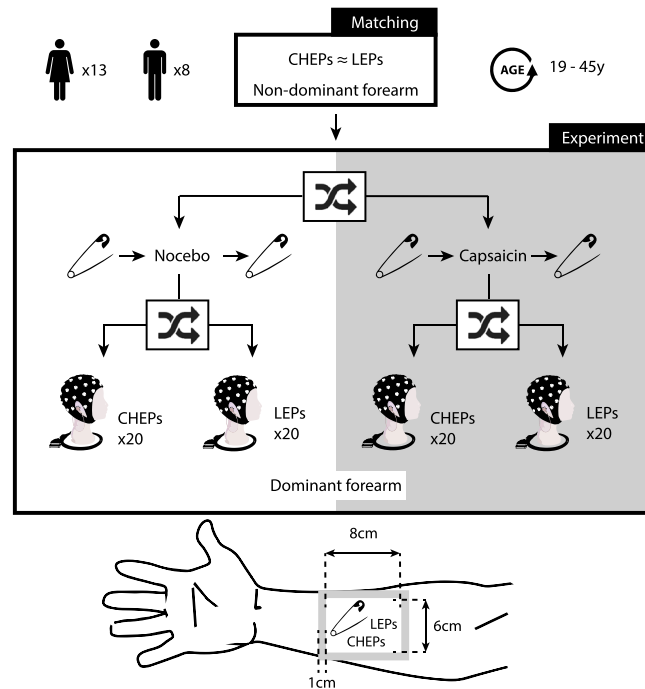 Matching
x13
x8
CHEPs ≈ LEPs
Non-dominant forearm
AGE
19 - 45y
Experiment
Nocebo
Capsaicin
CHEPs
x20
LEPs
x20
CHEPs
x20
LEPs
x20
Dominant forearm
8cm
LEPs
CHEPs
6cm
1cm